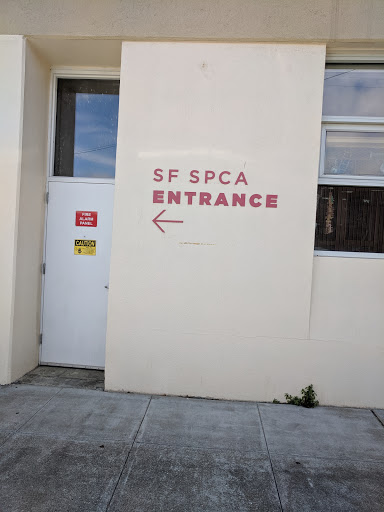 SF SPCA
ENTRANCE
FIRE
ALARM
PANEL
CAUTION